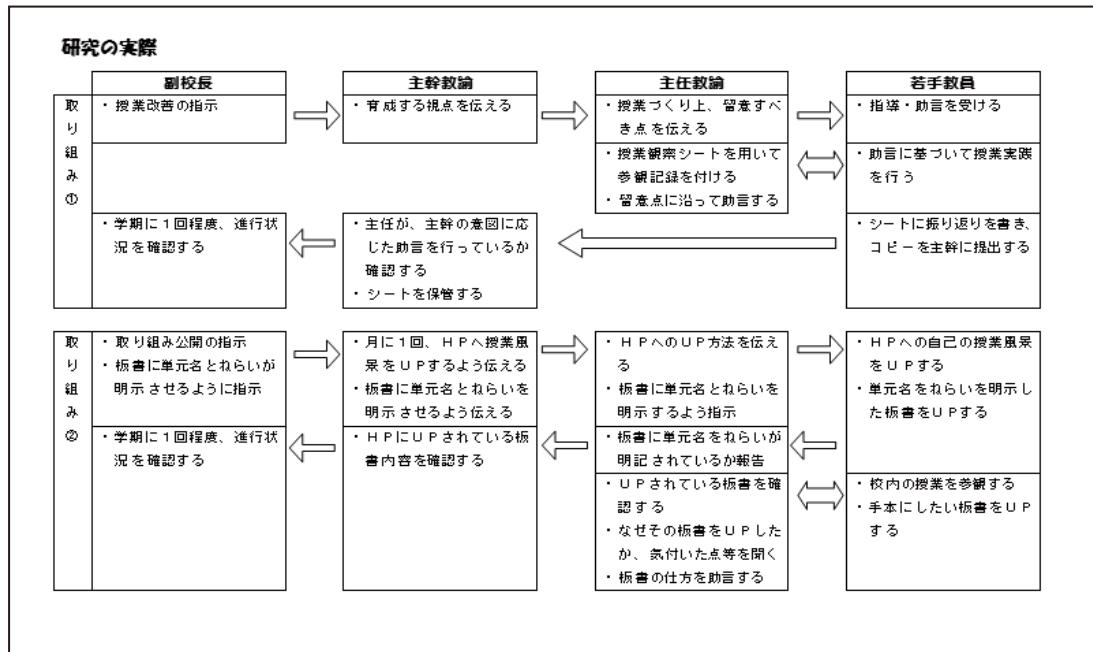 研究の実際
副校長
主幹教諭
主任教諭
若手教員
取り組み①
・授業改善の指示
・育成する視点を伝える
・授業づくり上、留意すべ
き点を伝える
・指導・助言を受ける
・授業観察シートを用いて
参観記録を付ける
・留意点に沿って助言する
・助言に基づいて授業実践
を行う
・学期に1回程度、進行状
況を確認する
・主任が、主幹の意図に応
じた助言を行っているか
確認する
・シートを保管する
・シートに振り返りを書き、
コピーを主幹に提出する
取り組み②
・取り組み公開の指示
・板書に単元名とねらいが
明示させるように指示
・月に1回、HPへ授業風
景をUPするよう伝える
・板書に単元名とねらいを
明示させるよう伝える
・HPへのUP方法を伝え
る
・板書に単元名とねらいを
明示するよう指示
・HPへの自己の授業風景
をUPする
・単元名をねらいを明示し
た板書をUPする
・学期に1回程度、進行状
況を確認する
・HPにUPされている板
書内容を確認する
・板書に単元名をねらいが
明記されているか報告
・UPされている板書を確
認する
・なぜその板書をUPした
か、気付いた点等を聞く
・板書の仕方を助言する
・校内の授業を参観する
・手本にしたい板書をUP
する